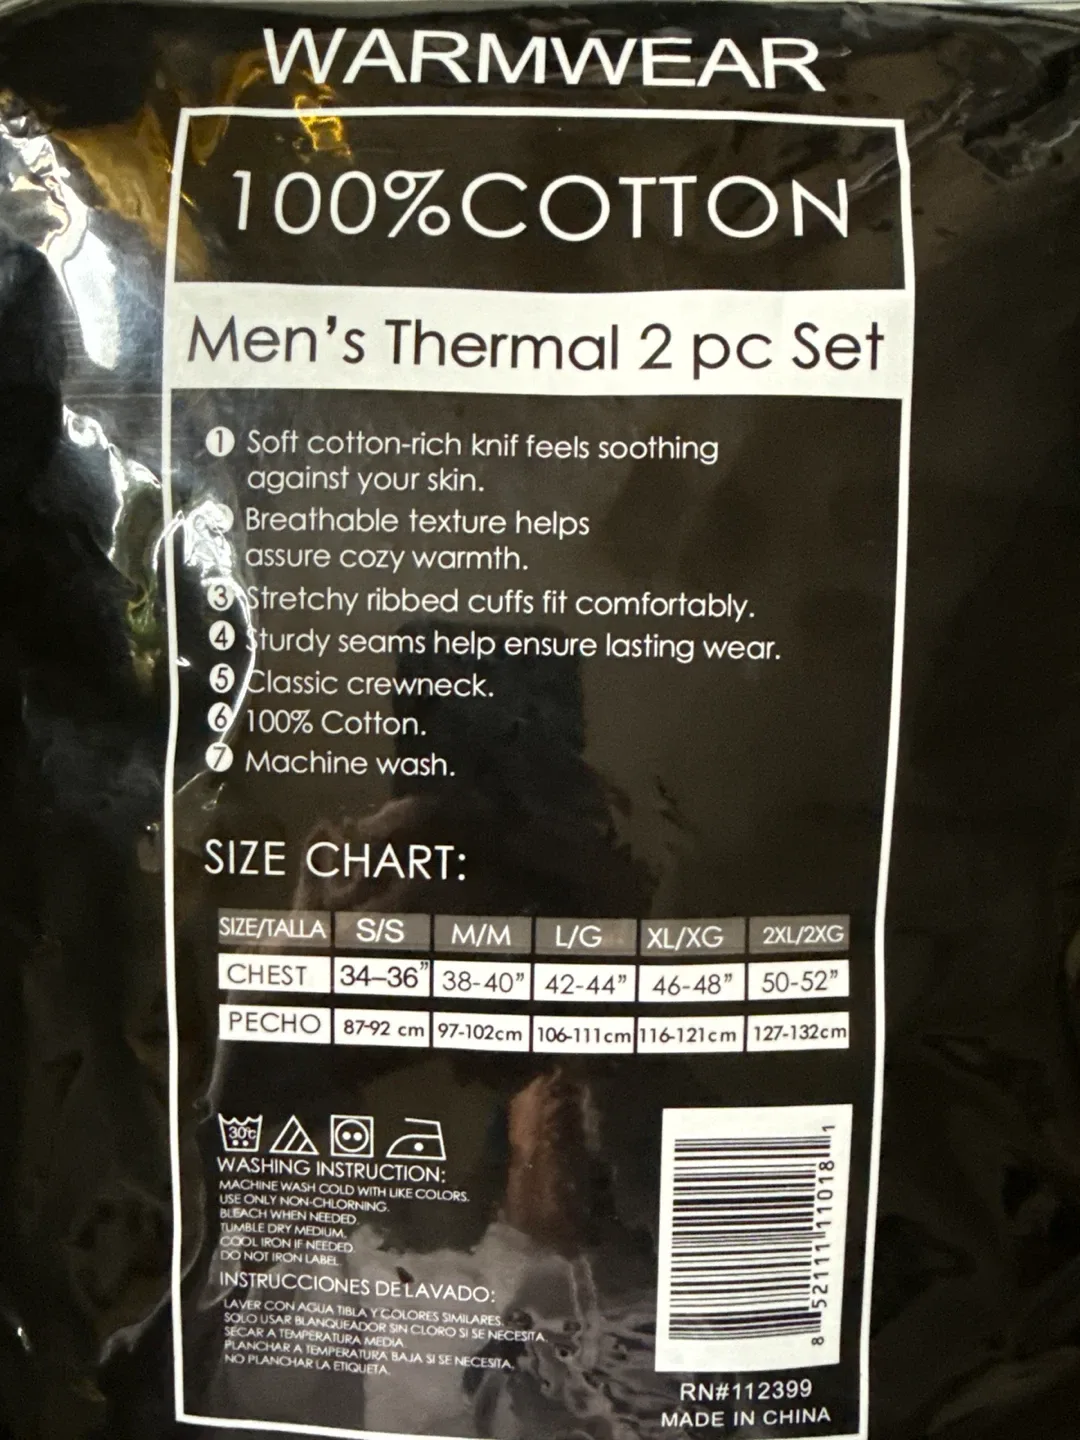 WARMWEAR
100%COTTON
Men's Thermal 2 pc Set
1 Soft cotton-rich knif feels soothing
against your skin.
Breathable texture helps
assure cozy warmth.
3 Stretchy ribbed cuffs fit comfortably.
4 Sturdy seams help ensure lasting wear.
5 Classic crewneck.
6 100% Cotton.
7 Machine wash.
SIZE CHART:
SIZE/TALLA S/S M/M L/G XL/XG 2XL/2XG
CHEST 34–36" 38-40" 42-44" 46-48" 50-52"
PECHO 87-92 cm 97-102cm 106-111cm 116-121cm 127-132cm
30°c
WASHING INSTRUCTION:
MACHINE WASH COLD WITH LIKE COLORS.
USE ONLY NON-CHLORNING.
BLEACH WHEN NEEDED.
TUMBLE DRY MEDIUM.
COOL IRON IF NEEDED.
DO NOT IRON LABEL
INSTRUCCIONES DE LAVADO:
LAVER CON AGUA TIBLA Y COLORES SIMILARES.
SOLO USAR BLANQUEADOR SIN CLORO SI SE NECESITA.
SECAR A TEMPERATURA MEDIA
PLANCHAR A TEMPERATURA BAJA SI SE NECESITA.
NO PLANCHAR LA ETIQUETA.
8 52111 11018 1
RN#112399
MADE IN CHINA